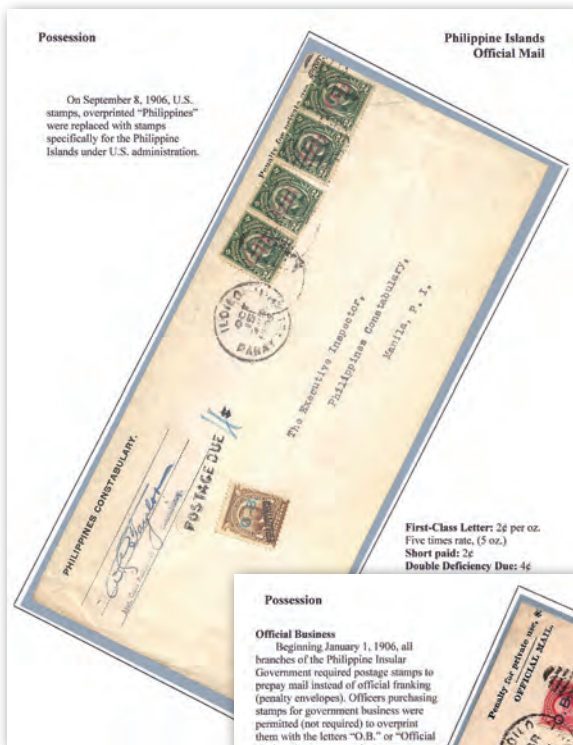 Possession
Philippine Islands
Official Mail
On September 8, 1906, U.S.
stamps, overprinted “Philippines”
were replaced with stamps
specifically for the Philippine
Islands under U.S. administration.
Penalty for private use,
ILOILO
OCT
PANAY
The Executive Inspector,
Philippines Constabulary,
Manila, P. I.
PHILIPPINES CONSTABULARY.
POSTAGE DUE
First-Class Letter: 2¢ per oz.
Five times rate, (5 oz.)
Short paid: 2¢
Double Deficiency Due: 4¢
Possession
Official Business
Beginning January 1, 1906, all
branches of the Philippine Insular
Government required postage stamps to
prepay mail instead of official franking
(penalty envelopes). Officers purchasing
stamps for government business were
permitted (not required) to overprint
them with the letters “O.B.” or “Official
Penalty for private use,
OFFICIAL MAIL.